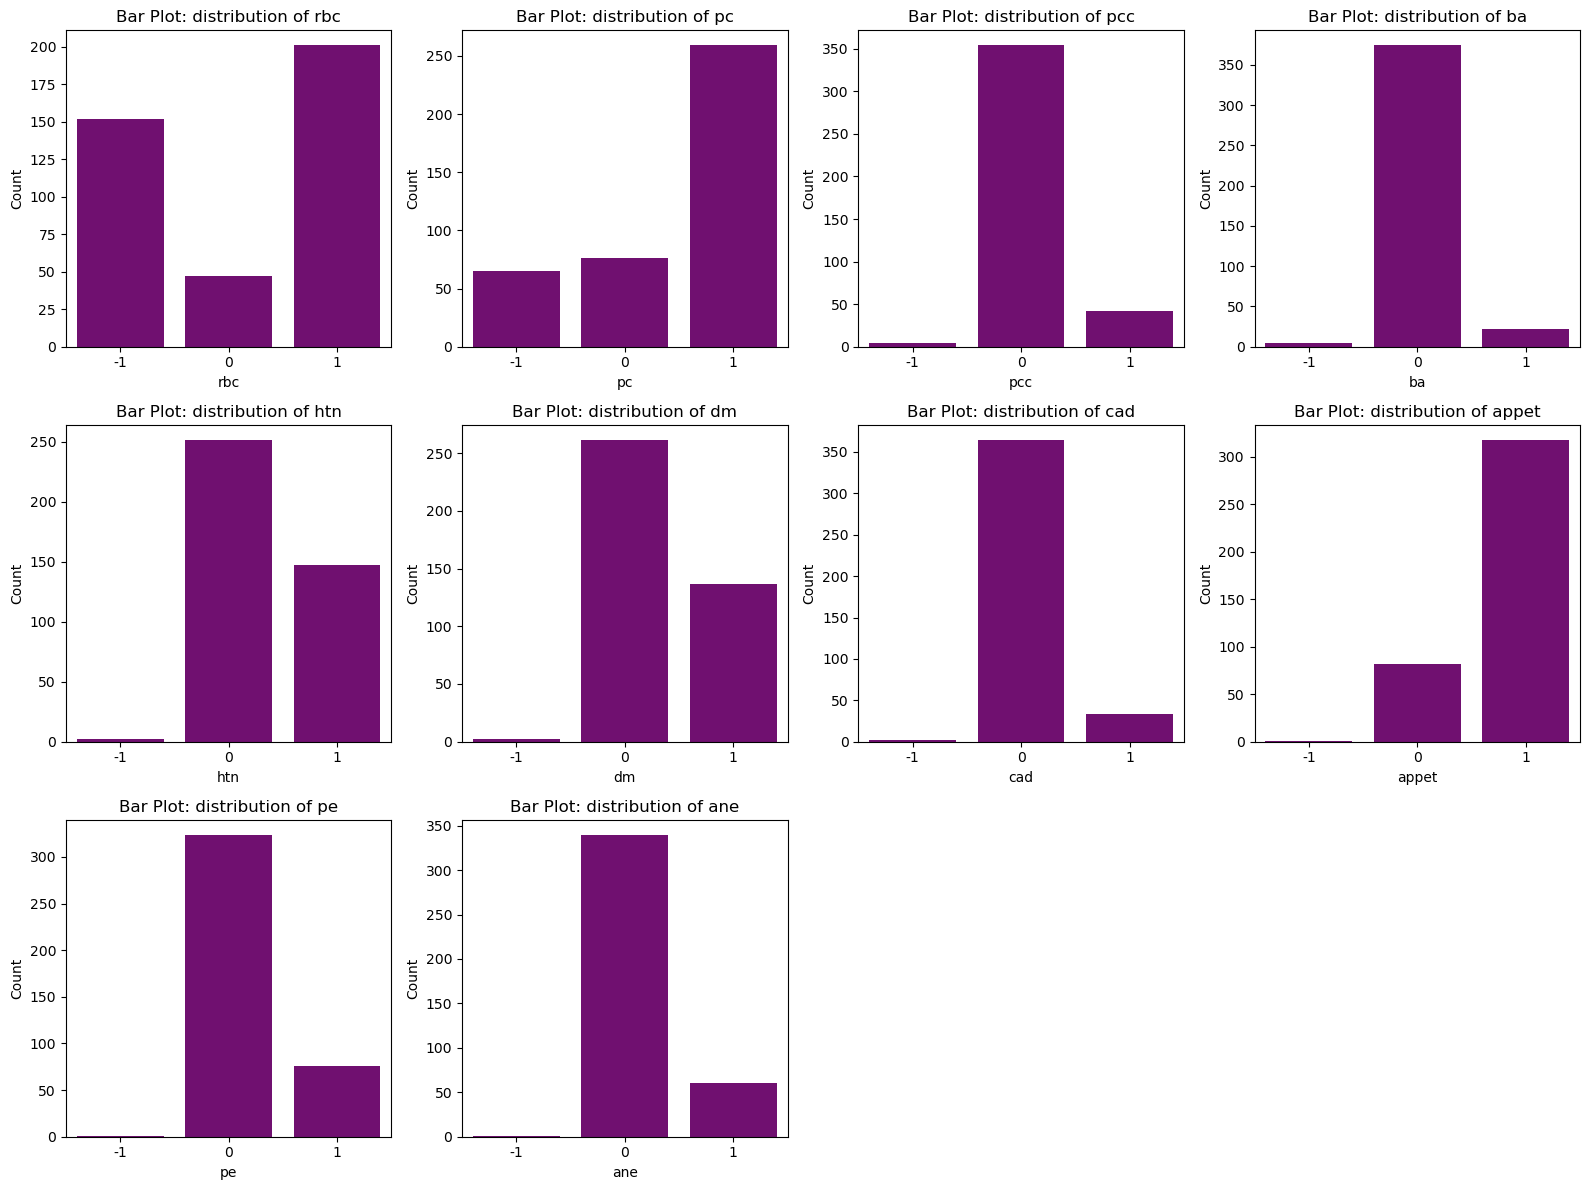 Bar Plot: distribution of rbc
200
175
150
125
100
75
50
25
0
Count
-1 0 1
rbc
Bar Plot: distribution of pc
250
200
150
100
50
0
Count
-1 0 1
pc
Bar Plot: distribution of pcc
350
300
250
200
150
100
50
0
Count
-1 0 1
pcc
Bar Plot: distribution of ba
350
300
250
200
150
100
50
0
Count
-1 0 1
ba
Bar Plot: distribution of htn
250
200
150
100
50
0
Count
-1 0 1
htn
Bar Plot: distribution of dm
250
200
150
100
50
0
Count
-1 0 1
dm
Bar Plot: distribution of cad
350
300
250
200
150
100
50
0
Count
-1 0 1
cad
Bar Plot: distribution of appet
300
250
200
150
100
50
0
Count
-1 0 1
appet
Bar Plot: distribution of pe
300
250
200
150
100
50
0
Count
-1 0 1
pe
Bar Plot: distribution of ane
350
300
250
200
150
100
50
0
Count
-1 0 1
ane